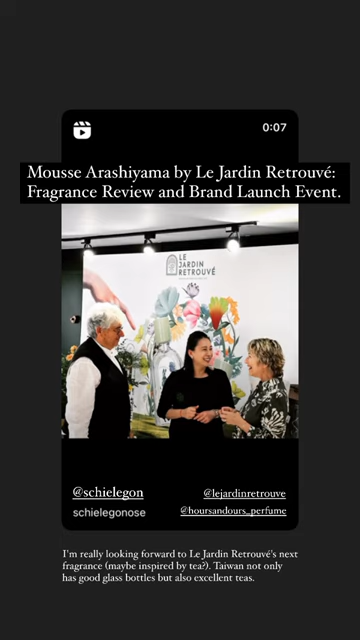 0:07
Mousse Arashiyama by Le Jardin Retrouvé:
Fragrance Review and Brand Launch Event.
LE
JARDIN
RETROUVÉ
@schielegon
@lejardinretrouve
schielegonose
@hoursandours_perfume
I'm really looking forward to Le Jardin Retrouvé's next
fragrance (maybe inspired by tea?). Taiwan not only
has good glass bottles but also excellent teas.